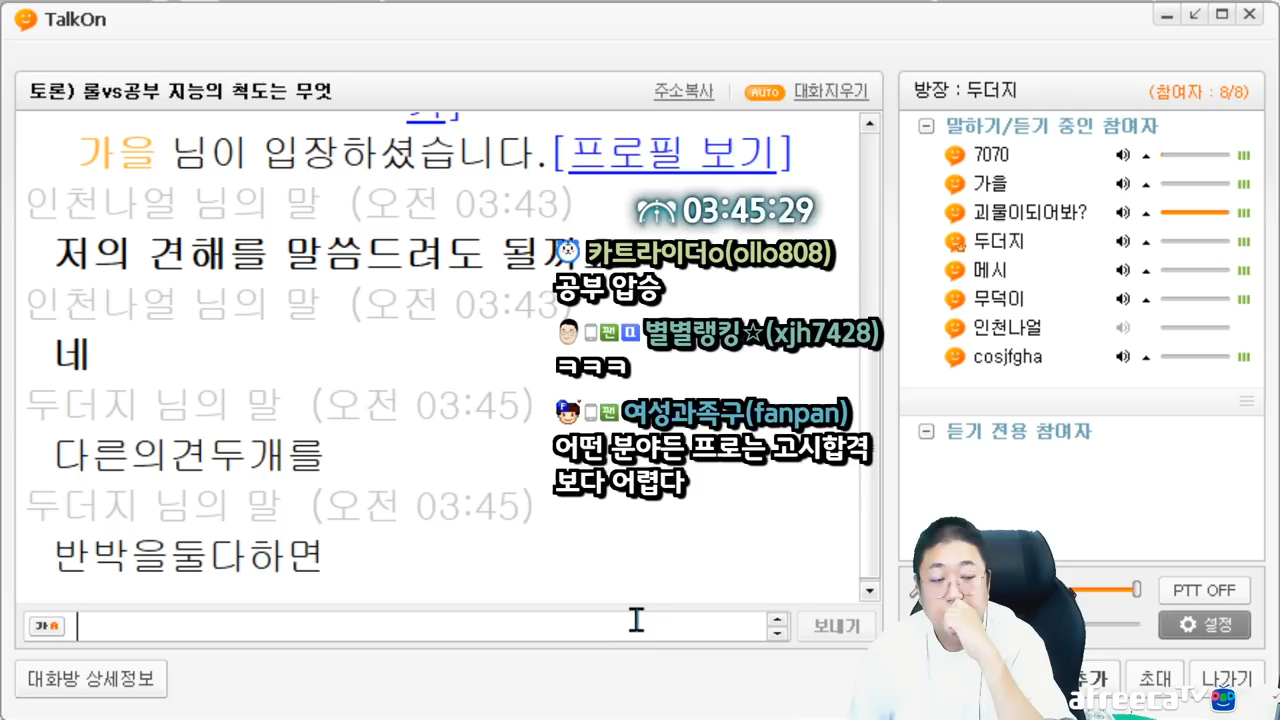 TalkOn
토론) 롤vs공부 지능의 척도는 무엇
주소복사
AUTO
대화지우기
가을 님이 입장하셨습니다.[프로필 보기]
인천나얼 님의 말 (오전 03:43)
저의 견해를 말씀드려도 될까
인천나얼 님의 말 (오전 03:43)
네
두더지 님의 말 (오전 03:45)
다른의견두개를
두더지 님의 말 (오전 03:45)
반박을둘다하면
03:45:29
카트라이더o(ollo808)
공부 압승
팬
별별랭킹☆(xjh7428)
ㅋㅋㅋ
팬
여성과족구(fanpan)
어떤 분야든 프로는 고시합격
보다 어렵다
가A
보내기
대화방 상세정보
방장 : 두더지
(참여자 : 8/8)
말하기/듣기 중인 참여자
7070
가을
괴물이되어봐?
두더지
메시
무덕이
인천나얼
cosjfgha
듣기 전용 참여자
PTT OFF
설정
추가
초대
나가기
afreecaTV